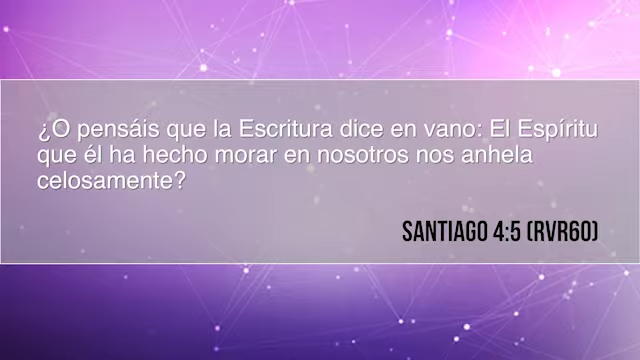 ¿O pensáis que la Escritura dice en vano: El Espíritu
que él ha hecho morar en nosotros nos anhela
celosamente?
SANTIAGO 4:5 (RVR60)